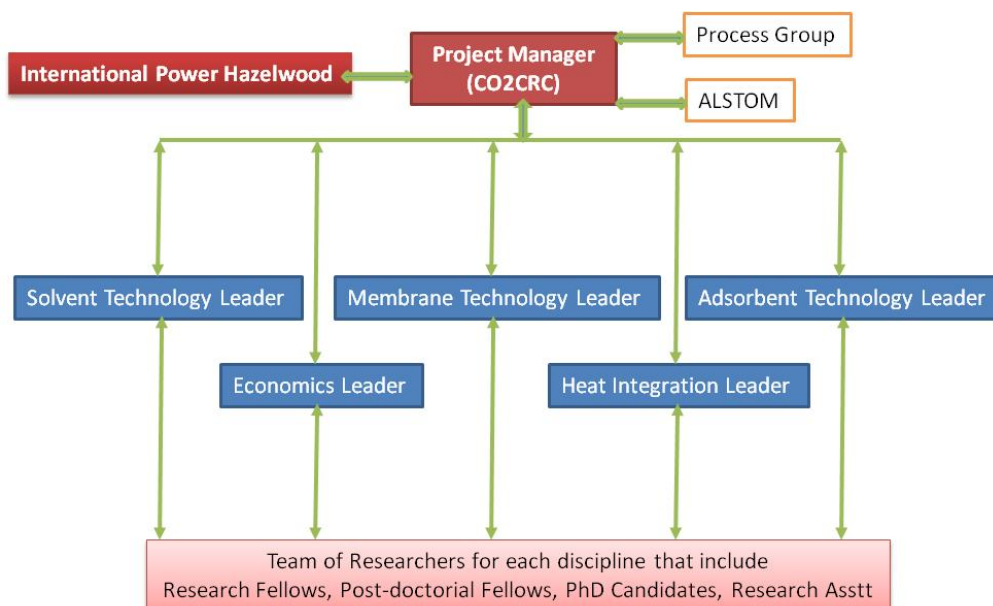 Process Group
Project Manager
(CO2CRC)
International Power Hazelwood
ALSTOM
Solvent Technology Leader
Membrane Technology Leader
Adsorbent Technology Leader
Economics Leader
Heat Integration Leader
Team of Researchers for each discipline that include
Research Fellows, Post-doctorial Fellows, PhD Candidates, Research Asstt